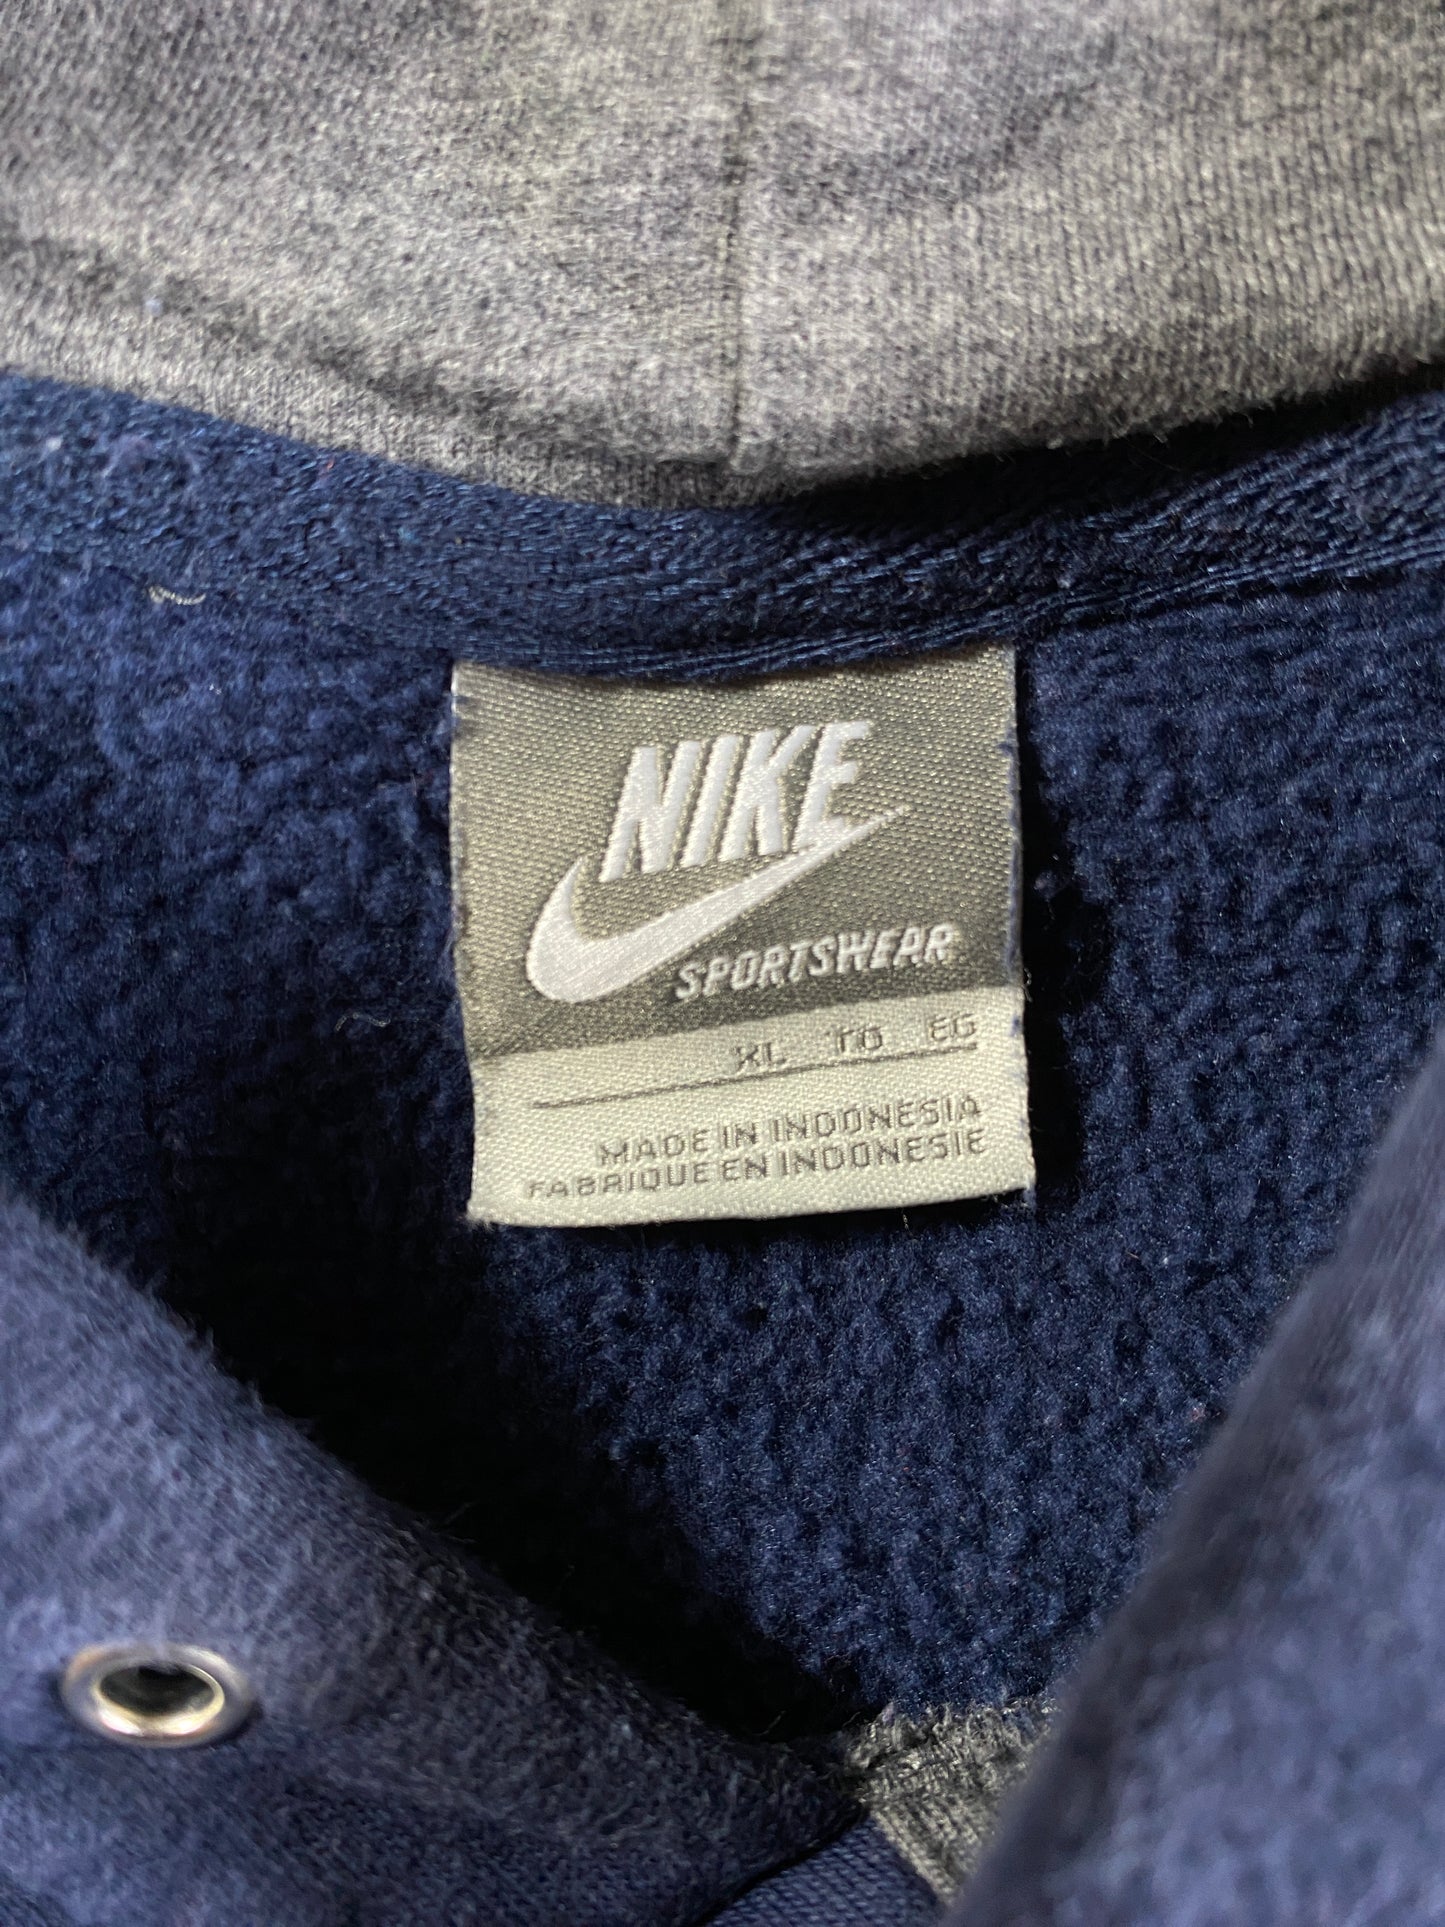 NIKE
SPORTSWEAR
XL TG EG
MADE IN INDONESIA
FABRIQUE EN INDONESIE